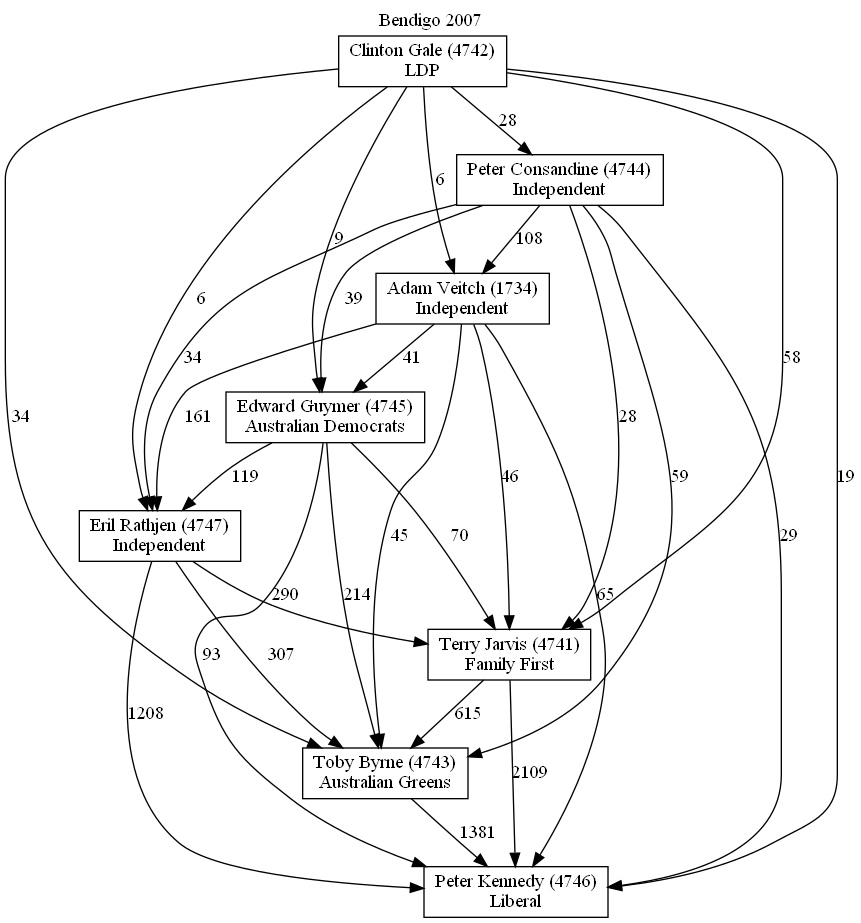 Bendigo 2007
Clinton Gale (4742)
LDP
28
Peter Consandine (4744)
Independent
6
9
108
39
Adam Veitch (1734)
Independent
6
34
41
58
161
28
34
Edward Guymer (4745)
Australian Democrats
119
46
59
19
Eril Rathjen (4747)
Independent
45
70
29
290
214
65
Terry Jarvis (4741)
Family First
93
307
1208
615
Toby Byrne (4743)
Australian Greens
2109
1381
Peter Kennedy (4746)
Liberal